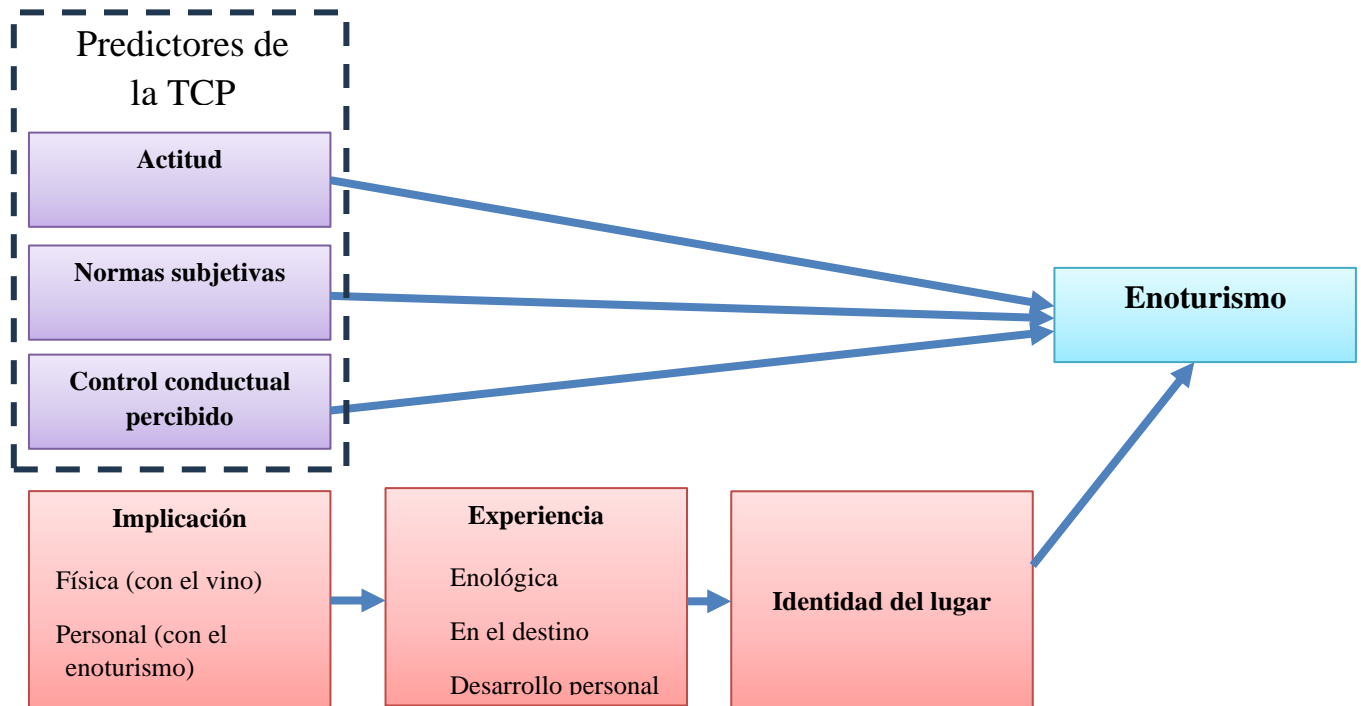 Predictores de
la TCP
Actitud
Normas subjetivas
Control conductual
percibido
Enoturismo
Implicación
Física (con el vino)
Personal (con el
enoturismo)
Experiencia
Enológica
En el destino
Desarrollo personal
Identidad del lugar